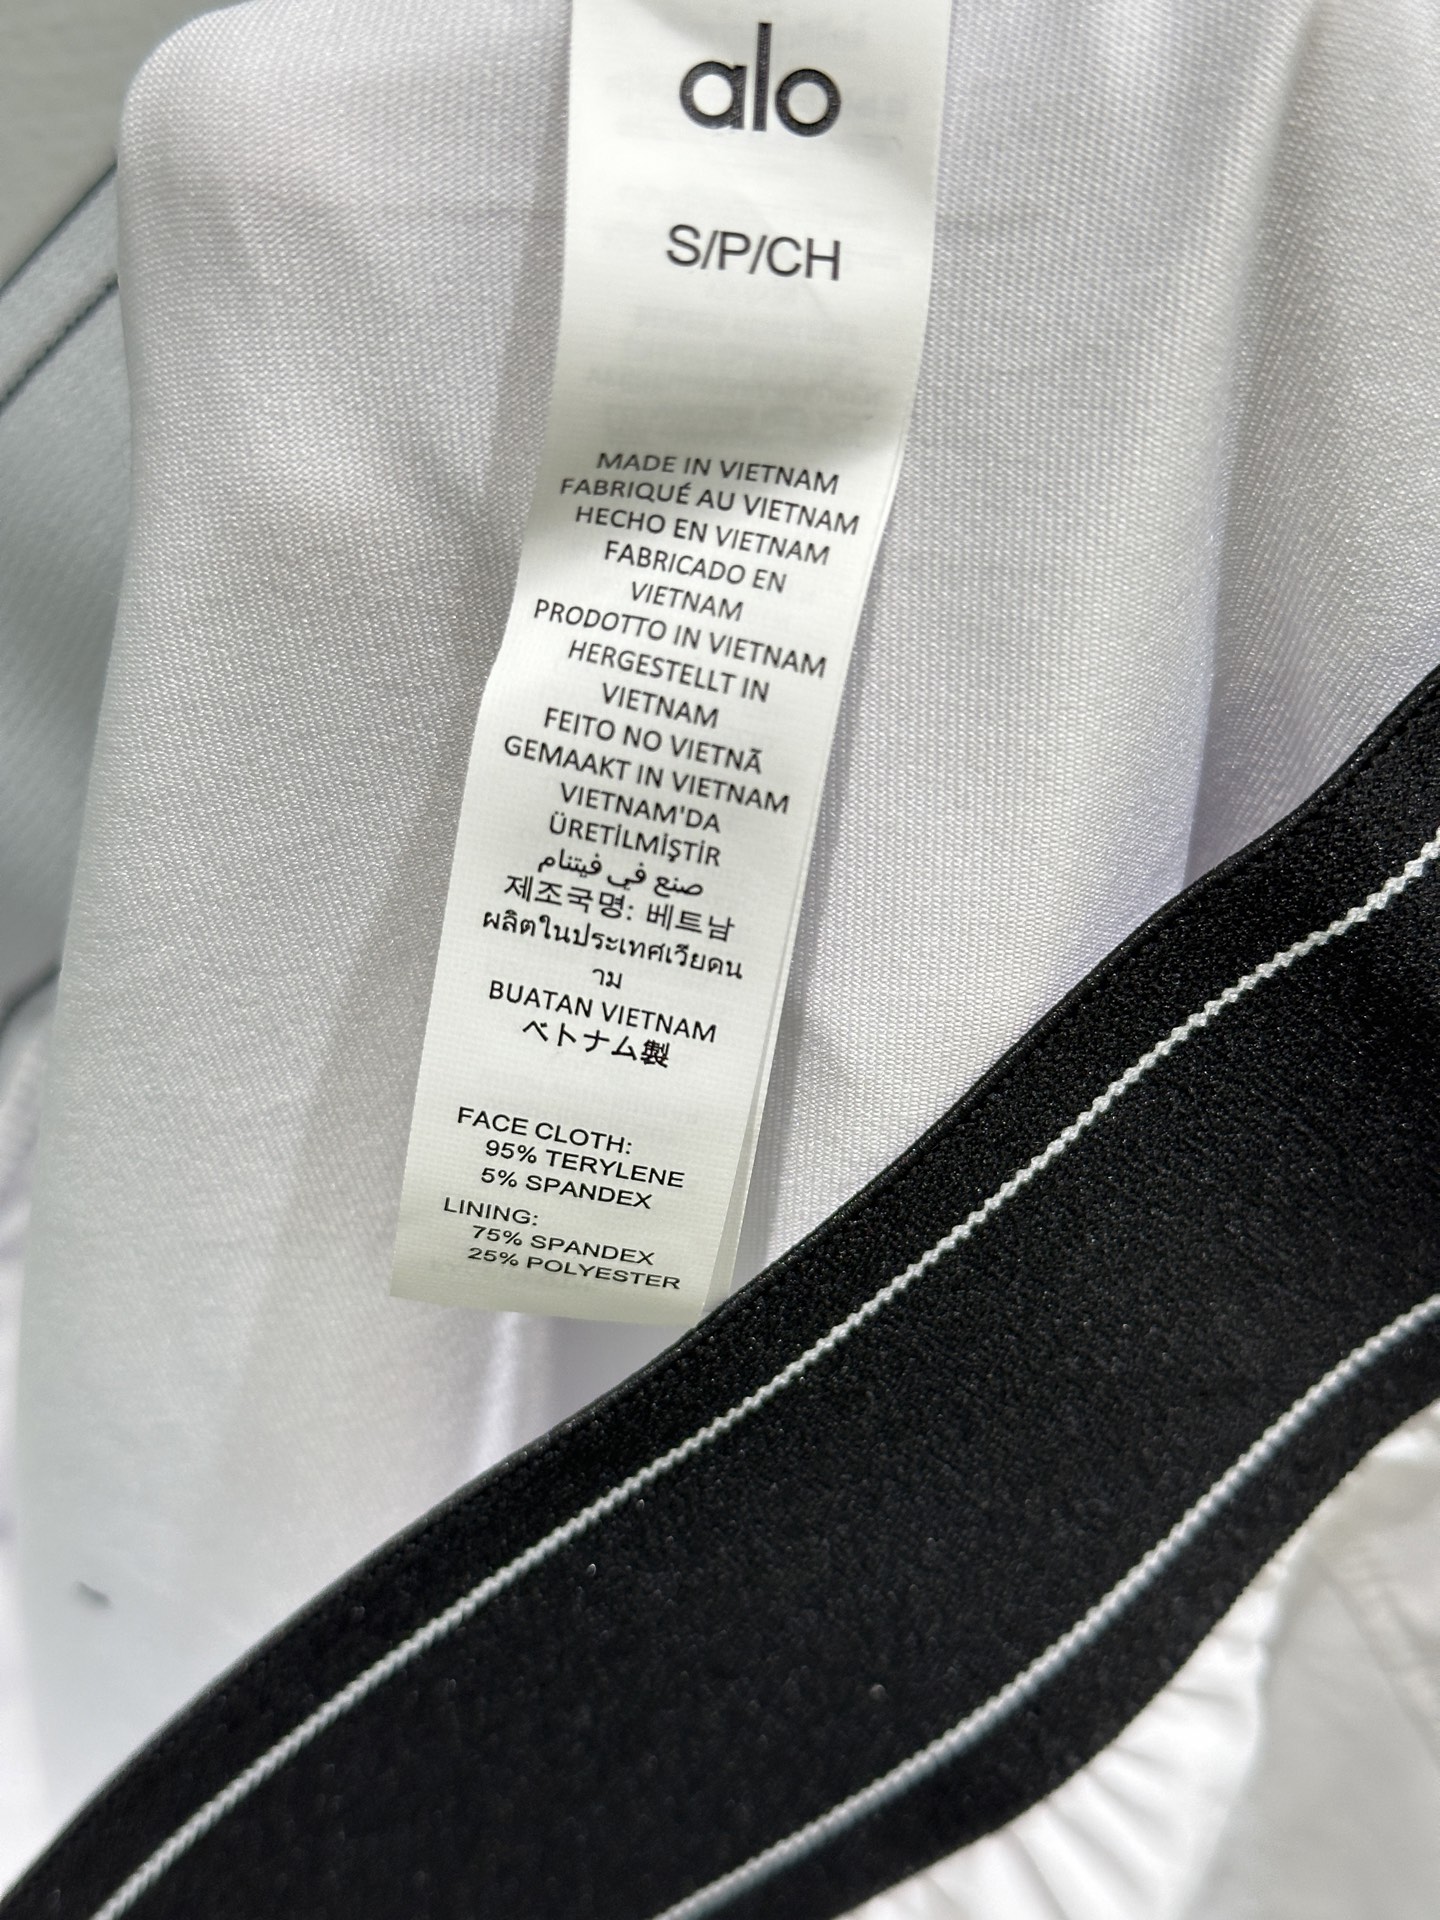 alo
S/P/CH
MADE IN VIETNAM
FABRIQUÉ AU VIETNAM
HECHO EN VIETNAM
FABRICADO EN
VIETNAM
PRODOTTO IN VIETNAM
HERGESTELLT IN
VIETNAM
FEITO NO VIETNÃ
GEMAAKT IN VIETNAM
VIETNAM'DA
ÜRETİLMİŞTİR
صنع في فيتنام
제조국명: 베트남
ผลิตในประเทศเวียดน
าม
BUATAN VIETNAM
ベトナム製
FACE CLOTH:
95% TERYLENE
5% SPANDEX
LINING:
75% SPANDEX
25% POLYESTER